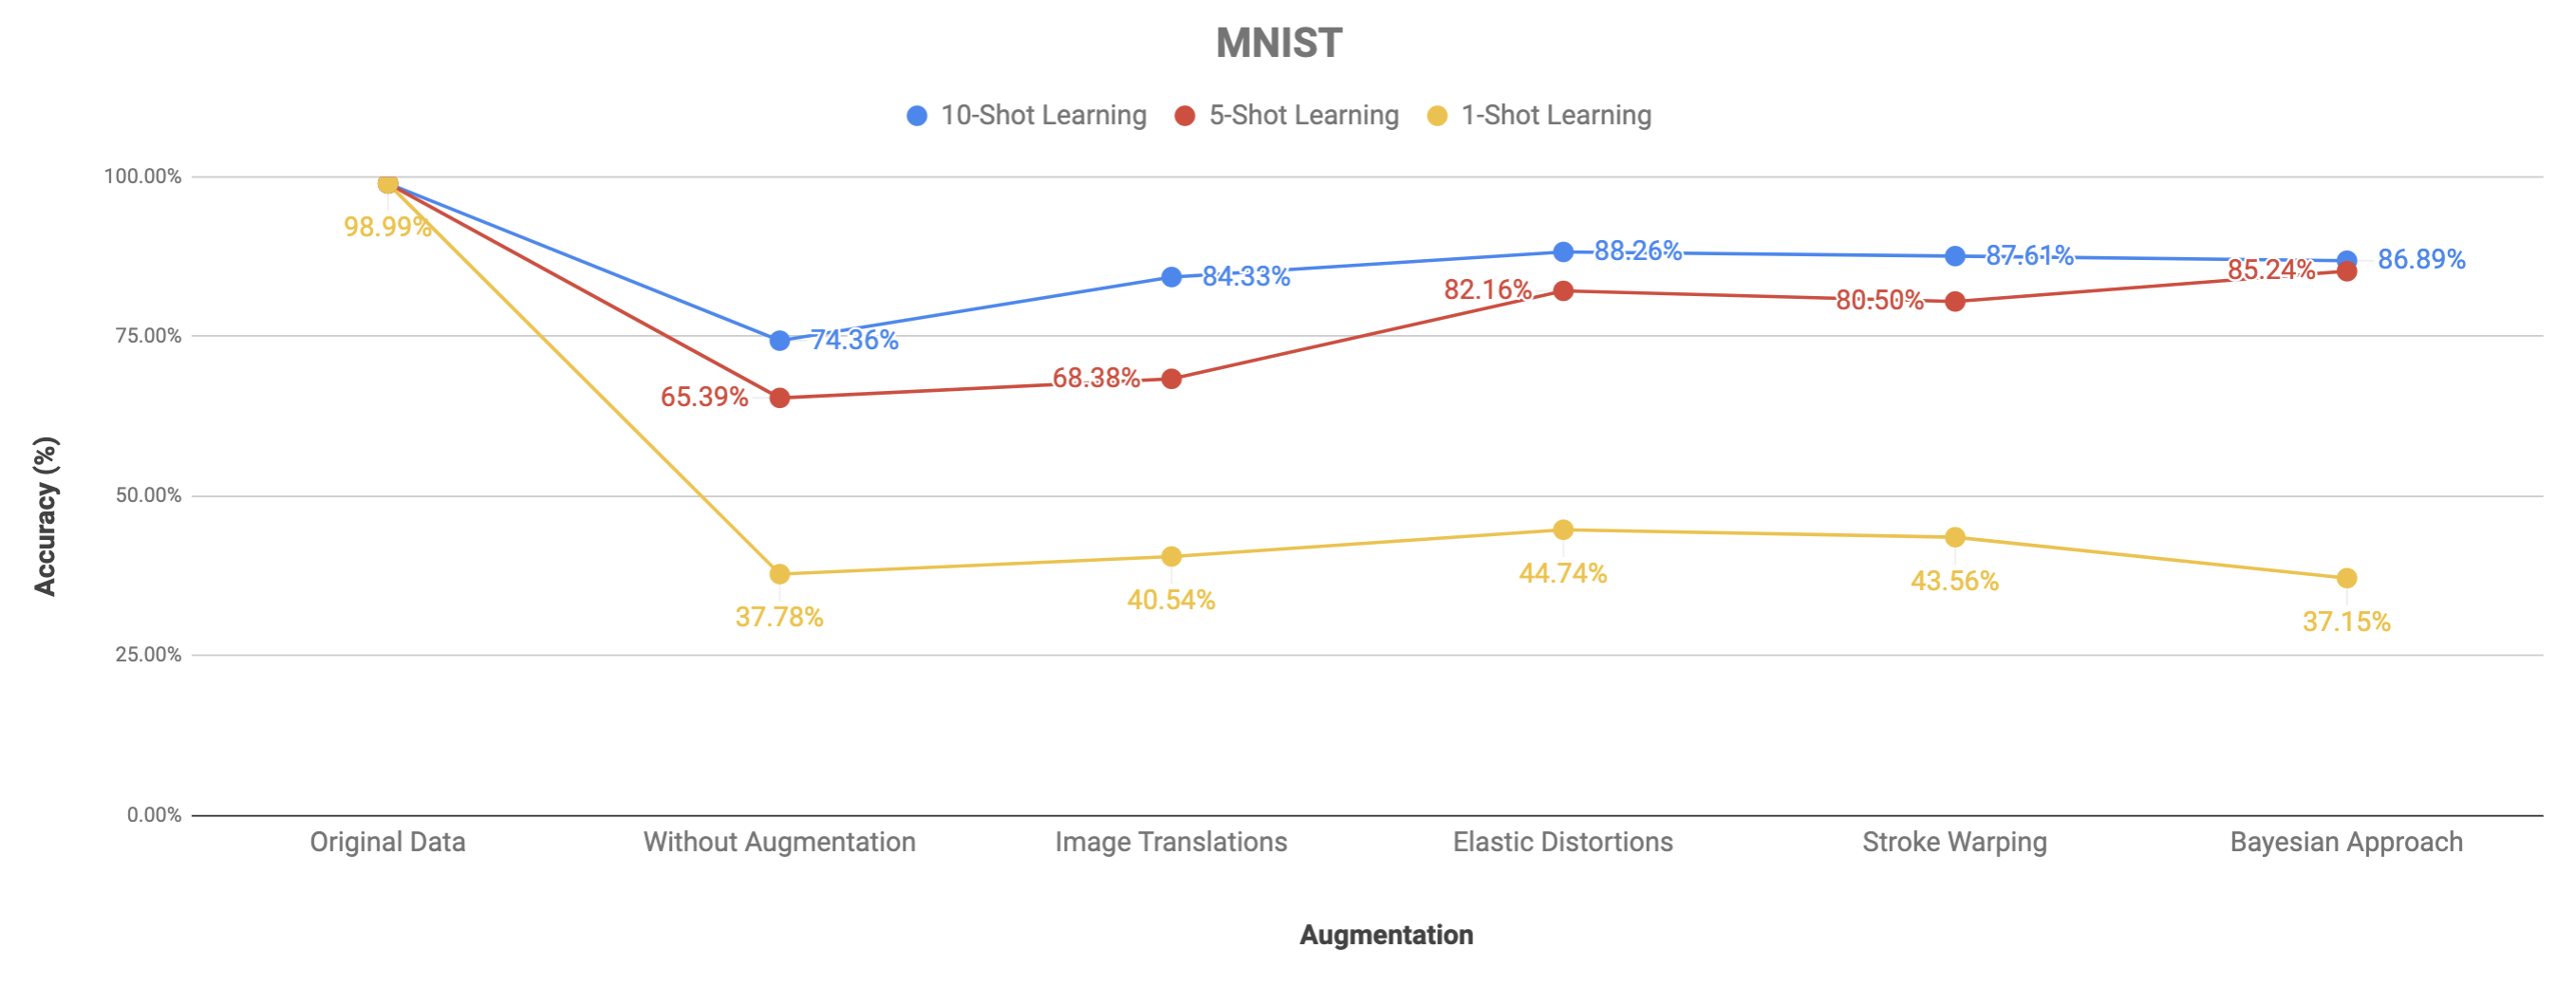 MNIST
10-Shot Learning 5-Shot Learning 1-Shot Learning
100.00%
98.99%
88.26% 87.61% 86.89%
84.33% 82.16% 80.50% 85.24%
75.00% 74.36%
65.39% 68.38%
Accuracy (%)
50.00%
37.78% 40.54% 44.74% 43.56% 37.15%
25.00%
0.00%
Original Data Without Augmentation Image Translations Elastic Distortions Stroke Warping Bayesian Approach
Augmentation